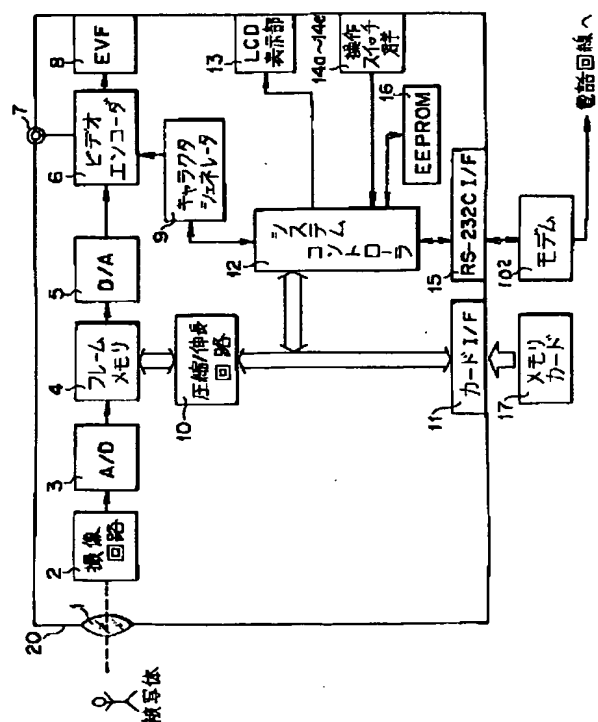 被写体
20
1
2
撮像
回路
3
A/D
4
フレーム
メモリ
5
D/A
6
ビデオ
エンコーダ
7
8
EVF
9
キャラクタ
ジェネレータ
10
圧縮/伸長
回路
12
システム
コントローラ
13
LCD
表示部
14a~14e
操作
スイッチ
群
16
EEPROM
11
カード I/F
15
RS-232C I/F
17
メモリ
カード
102
モデム
電話回線へ